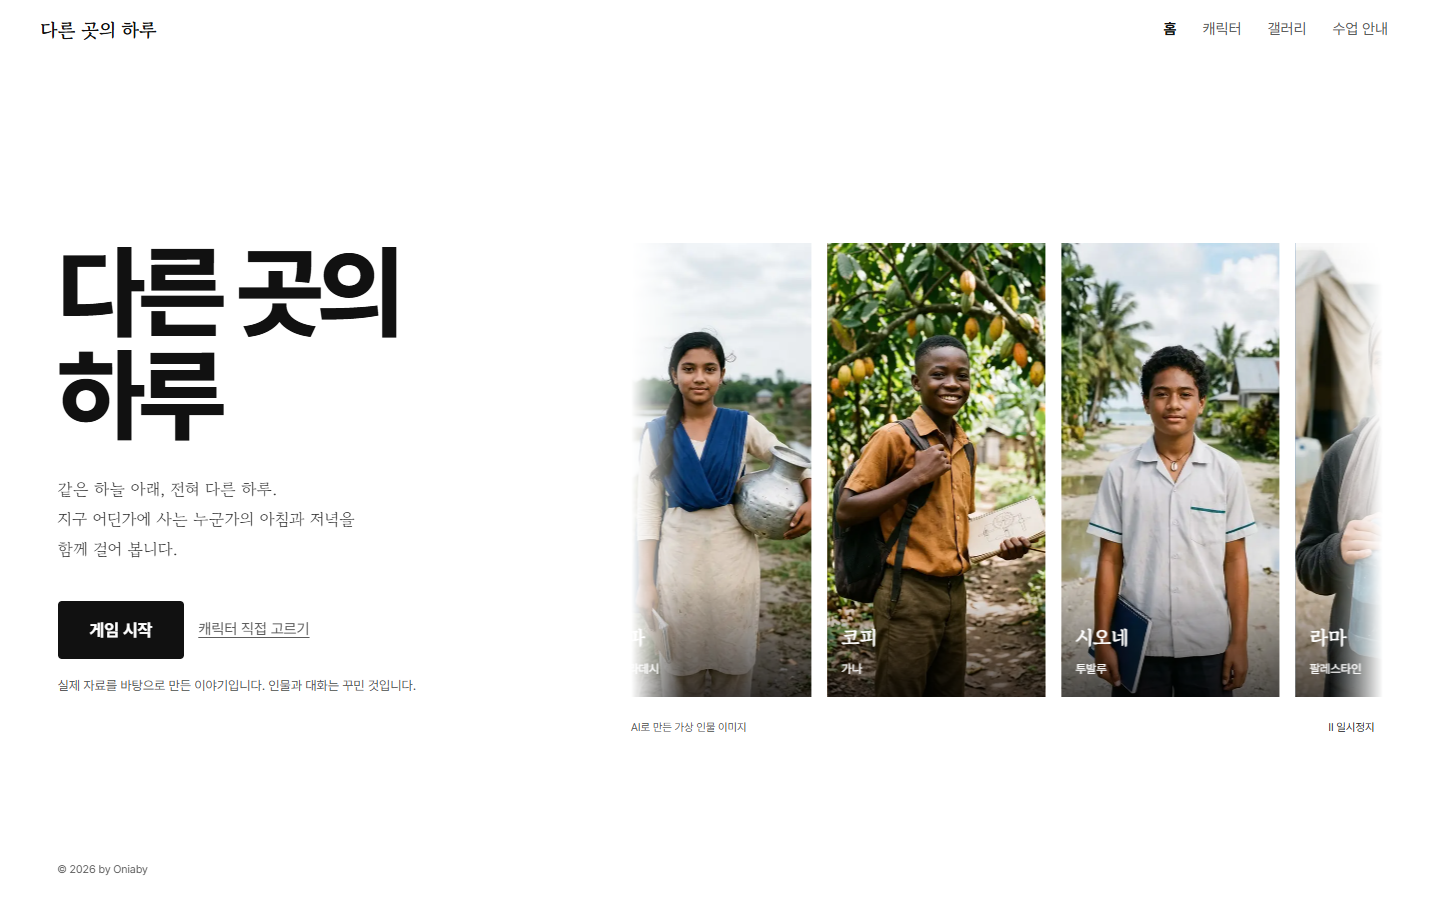 다른 곳의 하루
홈 캐릭터 갤러리 수업 안내
다른 곳의
하루
같은 하늘 아래, 전혀 다른 하루.
지구 어딘가에 사는 누군가의 아침과 저녁을
함께 걸어 봅니다.
게임 시작 캐릭터 직접 고르기
실제 자료를 바탕으로 만든 이야기입니다. 인물과 대화는 꾸민 것입니다.
코피
가나
시오네
투발루
라마
팔레스타인
AI로 만든 가상 인물 이미지
II 일시정지
© 2026 by Oniaby